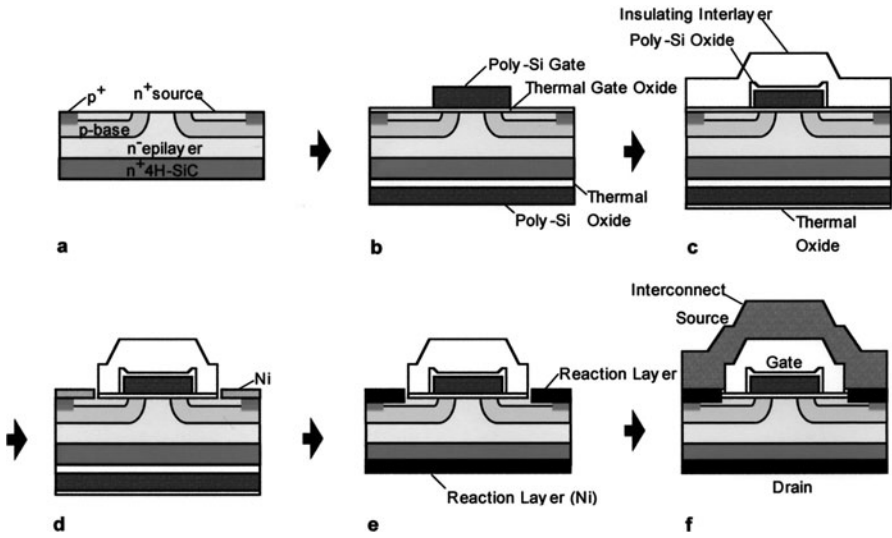 p+
n+source
p-base
n-epilayer
n+4H-SiC
a
Poly-Si Gate
Thermal Gate Oxide
Thermal
Oxide
Poly-Si
b
Insulating Interlayer
Poly-Si Oxide
Thermal
Oxide
c
Ni
d
Reaction Layer
Reaction Layer (Ni)
e
Interconnect
Source
Gate
Drain
f